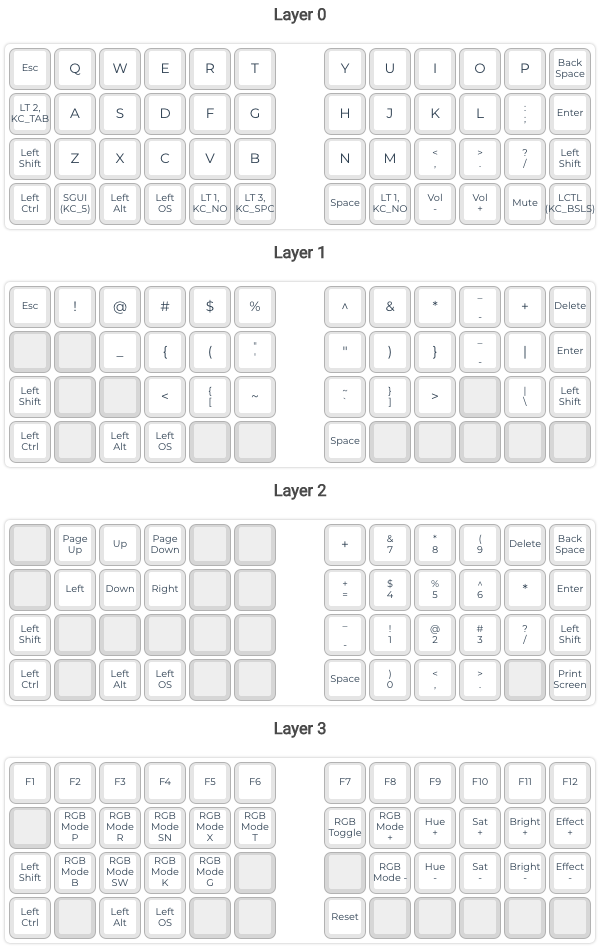 Layer 0
Esc Q W E R T Y U I O P Back Space
LT 2, KC_TAB A S D F G H J K L : ; Enter
Left Shift Z X C V B N M < , > . ? / Left Shift
Left Ctrl SGUI (KC_5) Left Alt Left OS LT 1, KC_NO LT 3, KC_SPC Space LT 1, KC_NO Vol - Vol + Mute LCTL (KC_BSLS)
Layer 1
Esc ! @ # $ % ^ & * _ - + Delete
_ { ( " ' " ) } _ - | Enter
Left Shift < { [ ~ ~ ` } ] > | \ Left Shift
Left Ctrl Left Alt Left OS Space
Layer 2
Page Up Up Page Down + & 7 * 8 ( 9 Delete Back Space
Left Down Right + = $ 4 % 5 ^ 6 * Enter
Left Shift _ - ! 1 @ 2 # 3 ? / Left Shift
Left Ctrl Left Alt Left OS Space ) 0 < , > . Print Screen
Layer 3
F1 F2 F3 F4 F5 F6 F7 F8 F9 F10 F11 F12
RGB Mode P RGB Mode R RGB Mode SN RGB Mode X RGB Mode T RGB Toggle RGB Mode + Hue + Sat + Bright + Effect +
Left Shift RGB Mode B RGB Mode SW RGB Mode K RGB Mode G RGB Mode - Hue - Sat - Bright - Effect -
Left Ctrl Left Alt Left OS Reset